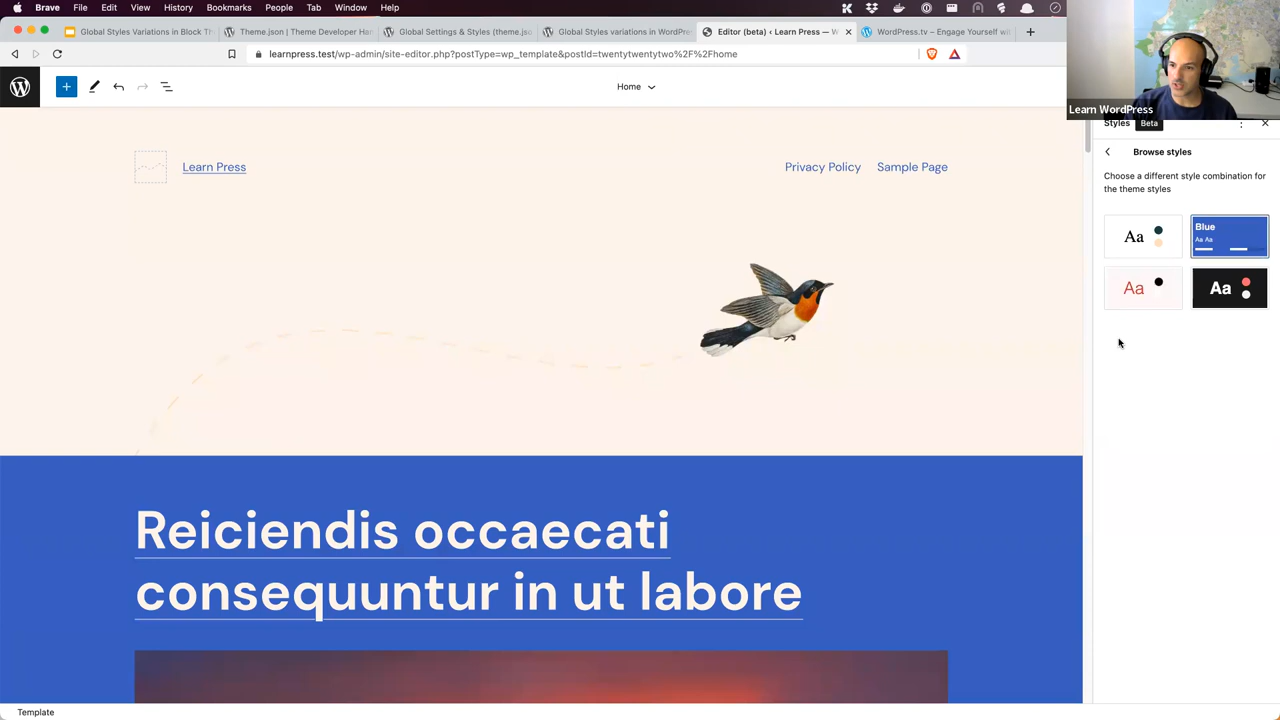 Brave File Edit View History Bookmarks People Tab Window Help
Global Styles Variations in Block Th
Theme.json | Theme Developer Han
Global Settings & Styles (theme.jso
Global Styles variations in WordPre
Editor (beta) ‹ Learn Press — W
WordPress.tv – Engage Yourself wi
learnpress.test/wp-admin/site-editor.php?postType=wp_template&postId=twentytwentytwo%2F%2Fhome
Home
Learn WordPress
Styles Beta
Browse styles
Choose a different style combination for
the theme styles
Aa
Blue
Aa Aa
Aa
Aa
Learn Press
Privacy Policy Sample Page
Reiciendis occaecati
consequuntur in ut labore
Template